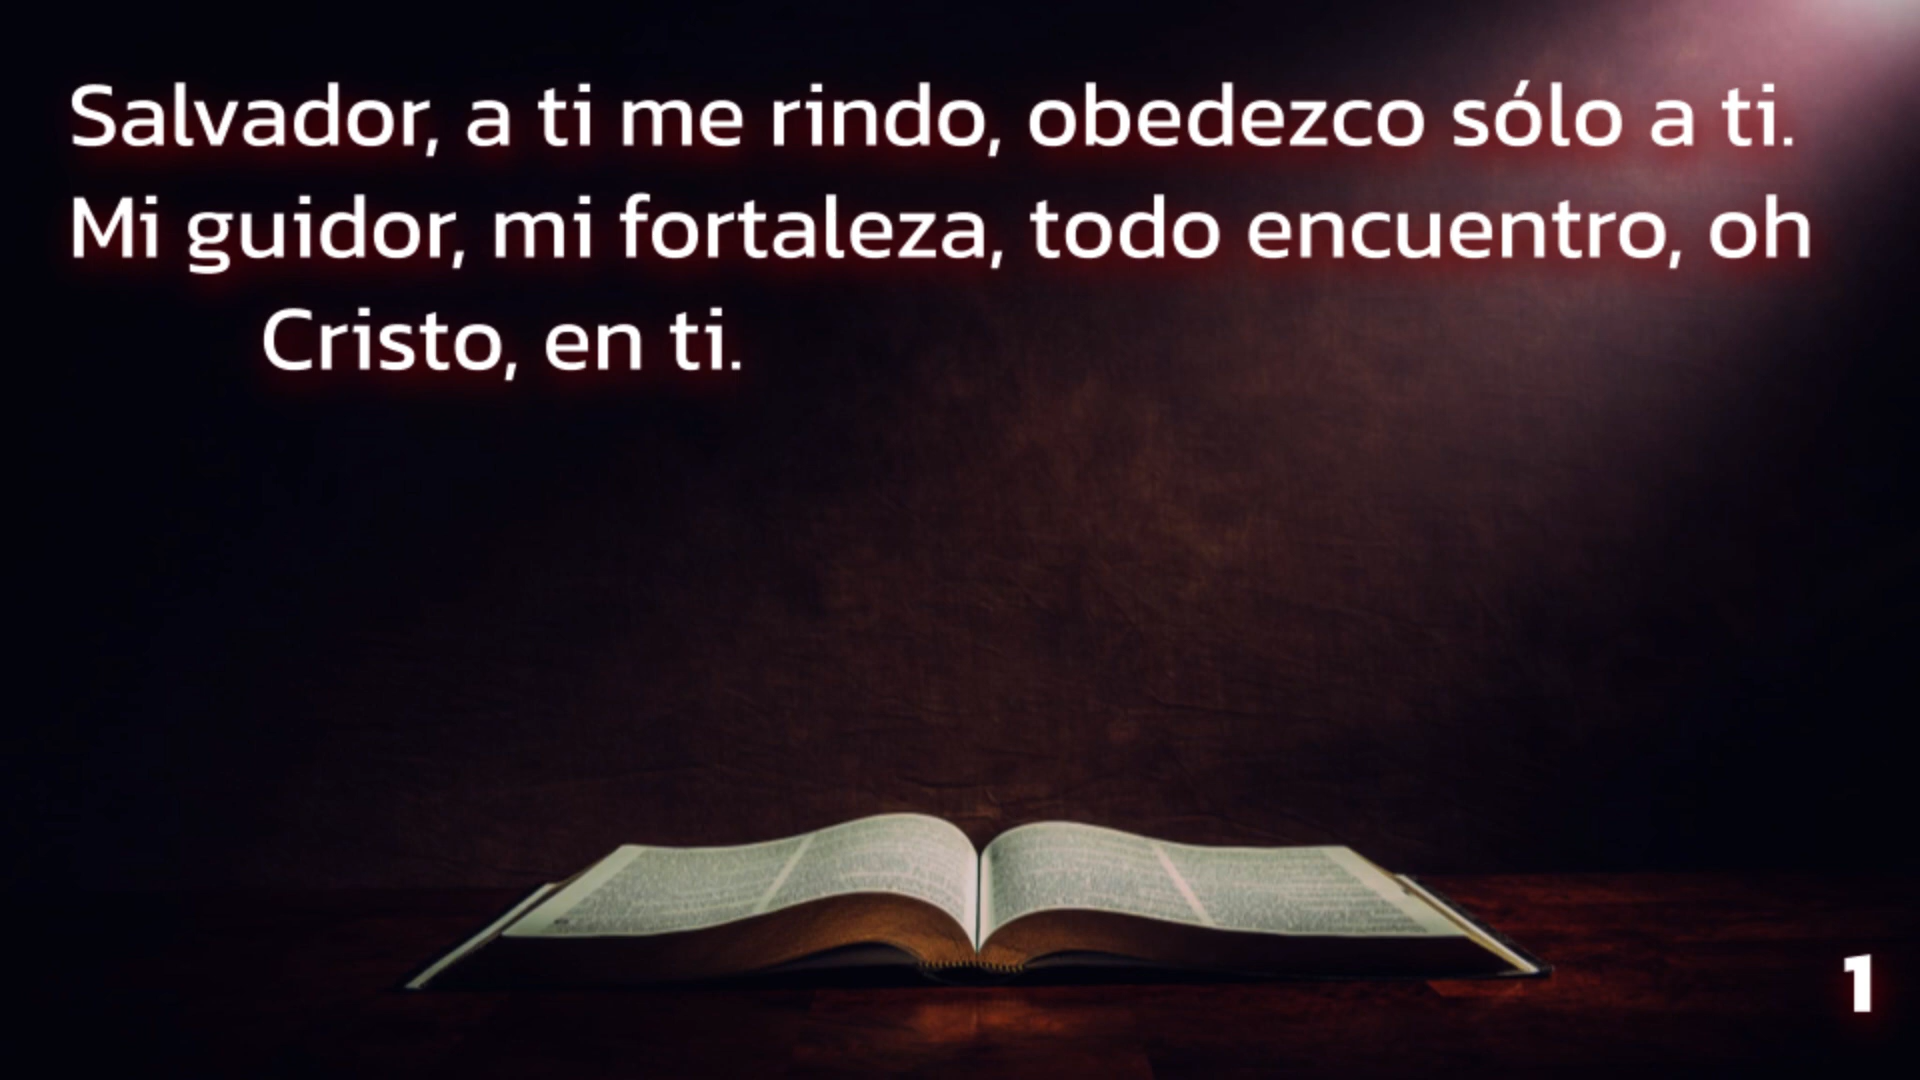 Salvador, a ti me rindo, obedezco sólo a ti.
Mi guidor, mi fortaleza, todo encuentro, oh
Cristo, en ti.
1